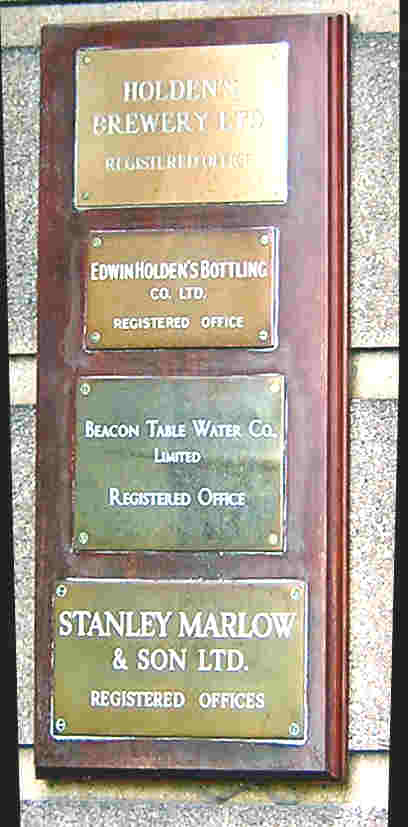 HOLDEN'S
BREWERY LTD
REGISTERED OFFICE
EDWIN HOLDEN'S BOTTLING
CO. LTD.
REGISTERED OFFICE
BEACON TABLE WATER CO.
LIMITED
REGISTERED OFFICE
STANLEY MARLOW
& SON LTD.
REGISTERED OFFICES